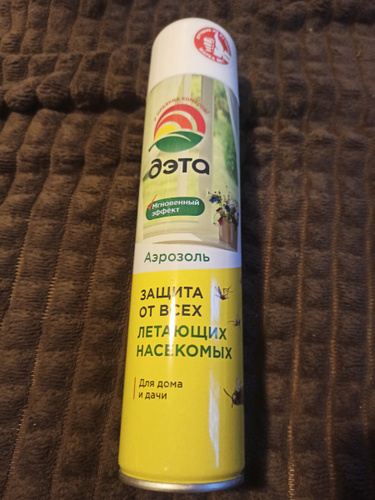 дэта
Мгновенный
эффект
Аэрозоль
ЗАЩИТА
ОТ ВСЕХ
ЛЕТАЮЩИХ
НАСЕКОМЫХ
Для дома
и дачи